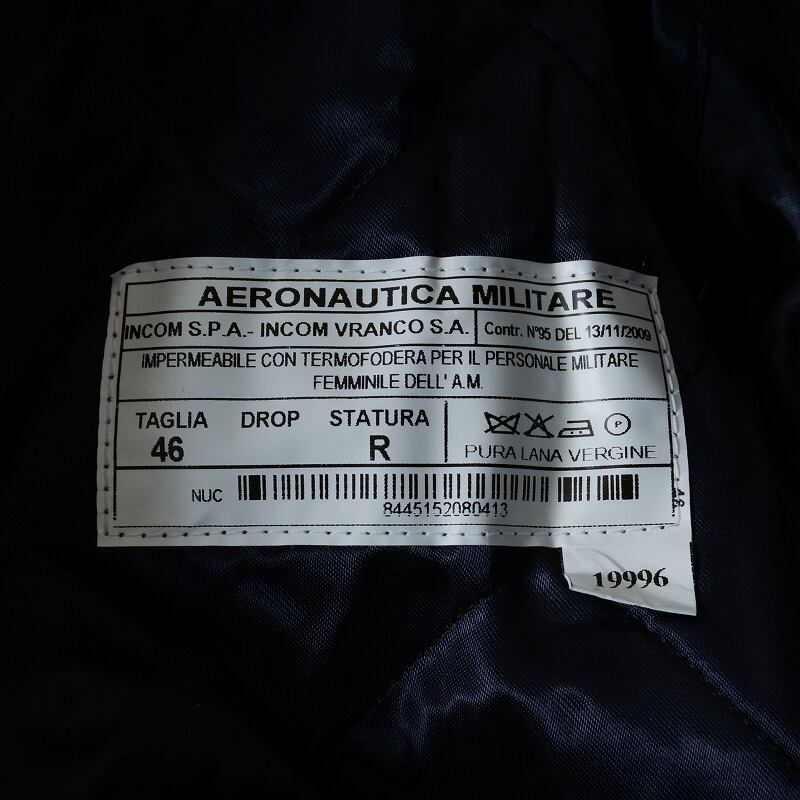 AERONAUTICA MILITARE
INCOM S.P.A.- INCOM VRANCO S.A.
Contr. N°95 DEL 13/11/2009
IMPERMEABILE CON TERMOFODERA PER IL PERSONALE MILITARE
FEMMINILE DELL' A.M.
TAGLIA DROP STATURA
46 R
P
PURA LANA VERGINE
NUC
8445152080413
19996